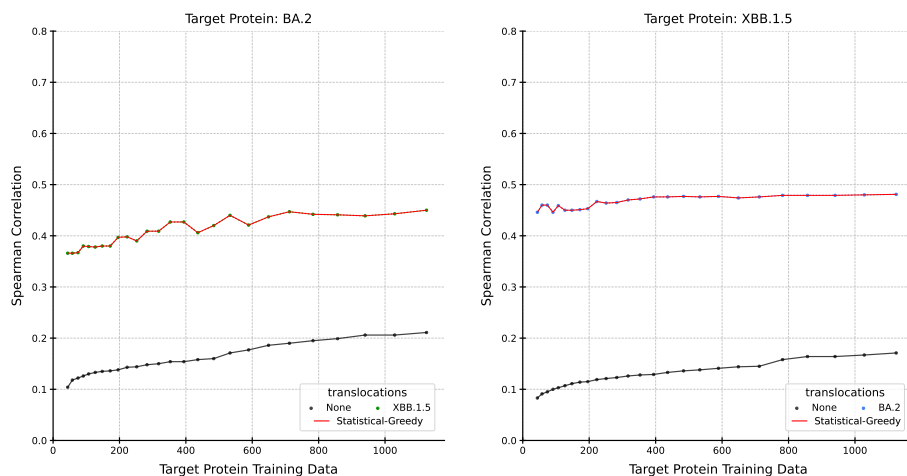 Target Protein: BA.2
0.8
0.7
0.6
0.5
0.4
0.3
0.2
0.1
0.0
Spearman Correlation
0 200 400 600 800 1000
Target Protein Training Data
translocations
None XBB.1.5
Statistical-Greedy
Target Protein: XBB.1.5
0.8
0.7
0.6
0.5
0.4
0.3
0.2
0.1
0.0
Spearman Correlation
0 200 400 600 800 1000
Target Protein Training Data
translocations
None BA.2
Statistical-Greedy